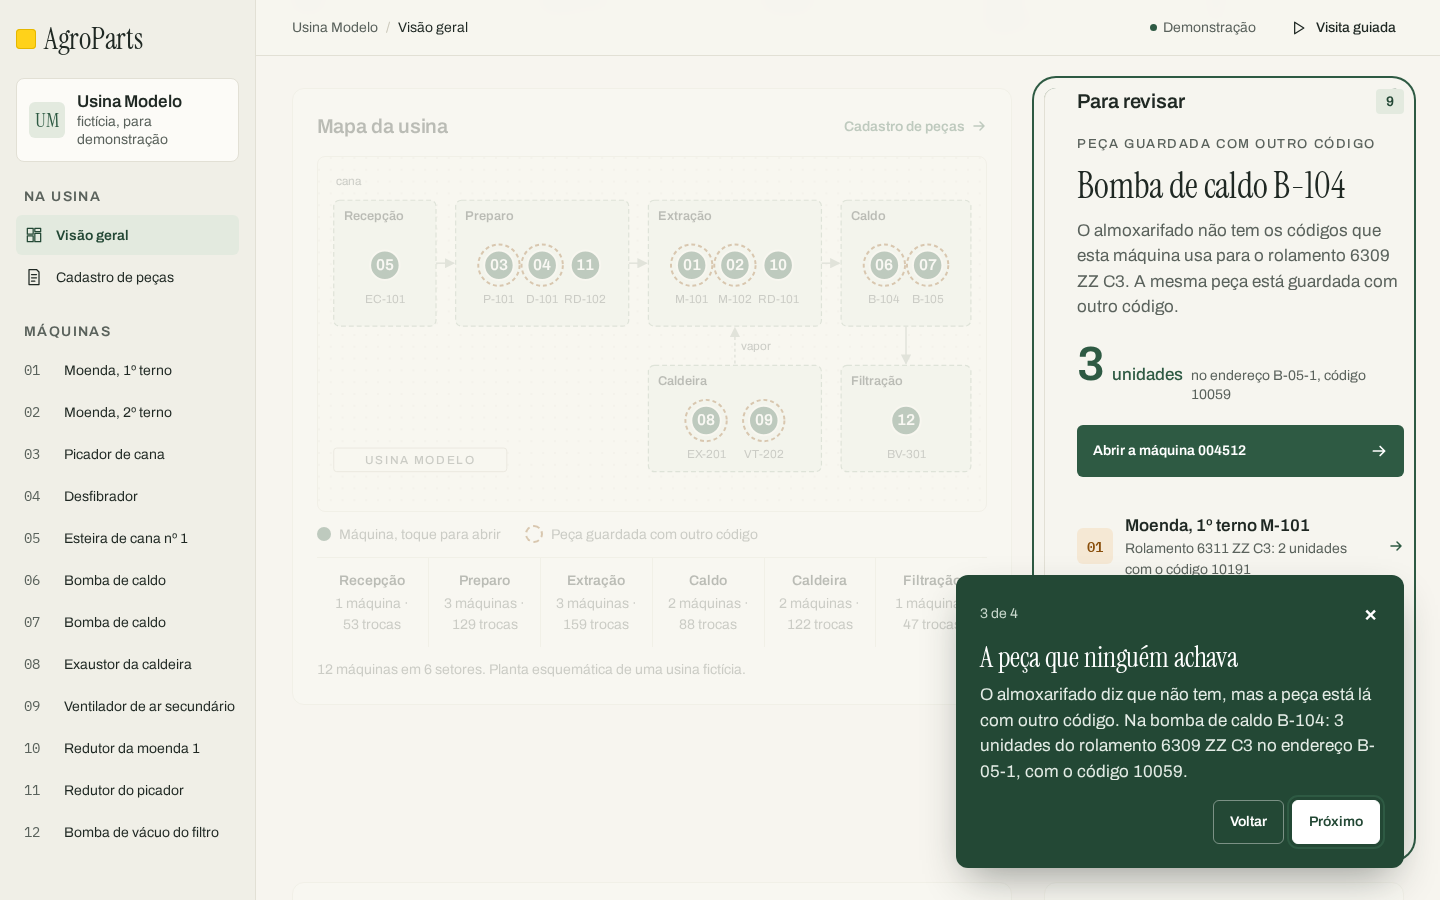 AgroParts
UM
Usina Modelo
fictícia, para
demonstração
NA USINA
Visão geral
Cadastro de peças
MÁQUINAS
01 Moenda, 1º terno
02 Moenda, 2º terno
03 Picador de cana
04 Desfibrador
05 Esteira de cana nº 1
06 Bomba de caldo
07 Bomba de caldo
08 Exaustor da caldeira
09 Ventilador de ar secundário
10 Redutor da moenda 1
11 Redutor do picador
12 Bomba de vácuo do filtro
Usina Modelo / Visão geral
Demonstração
Visita guiada
Mapa da usina
Cadastro de peças
cana
Recepção
05
EC-101
Preparo
03 04 11
P-101 D-101 RD-102
Extração
01 02 10
M-101 M-102 RD-101
Caldo
06 07
B-104 B-105
vapor
Caldeira
08 09
EX-201 VT-202
Filtração
12
BV-301
USINA MODELO
Máquina, toque para abrir
Peça guardada com outro código
Recepção
1 máquina ·
53 trocas
Preparo
3 máquinas ·
129 trocas
Extração
3 máquinas ·
159 trocas
Caldo
2 máquinas ·
88 trocas
Caldeira
2 máquinas ·
122 trocas
Filtração
1 máquina
47 trocas
12 máquinas em 6 setores. Planta esquemática de uma usina fictícia.
Para revisar
9
PEÇA GUARDADA COM OUTRO CÓDIGO
Bomba de caldo B-104
O almoxarifado não tem os códigos que
esta máquina usa para o rolamento 6309
ZZ C3. A mesma peça está guardada com
outro código.
3 unidades no endereço B-05-1, código
10059
Abrir a máquina 004512
01
Moenda, 1º terno M-101
Rolamento 6311 ZZ C3: 2 unidades
com o código 10191
3 de 4
A peça que ninguém achava
O almoxarifado diz que não tem, mas a peça está lá
com outro código. Na bomba de caldo B-104: 3
unidades do rolamento 6309 ZZ C3 no endereço B-
05-1, com o código 10059.
Voltar
Próximo